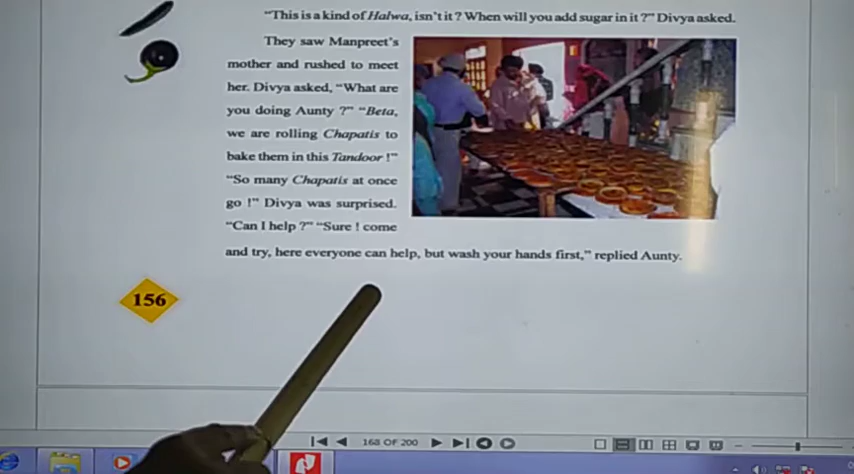 “This is a kind of Halwa, isn’t it ? When will you add sugar in it ?” Divya asked.
They saw Manpreet’s
mother and rushed to meet
her. Divya asked, “What are
you doing Aunty ?” “Beta,
we are rolling Chapatis to
bake them in this Tandoor !”
“So many Chapatis at once
go !” Divya was surprised.
“Can I help ?” “Sure ! come
and try, here everyone can help, but wash your hands first,” replied Aunty.
156
168 OF 200